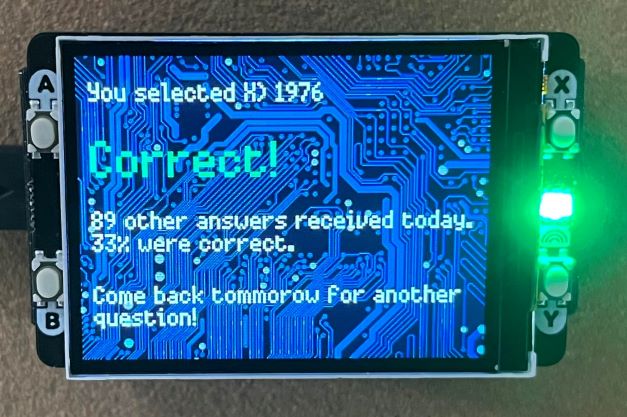 A
X
You selected X) 1976
Correct!
89 other answers received today.
33% were correct.
Come back tommorow for another
question!
B
Y